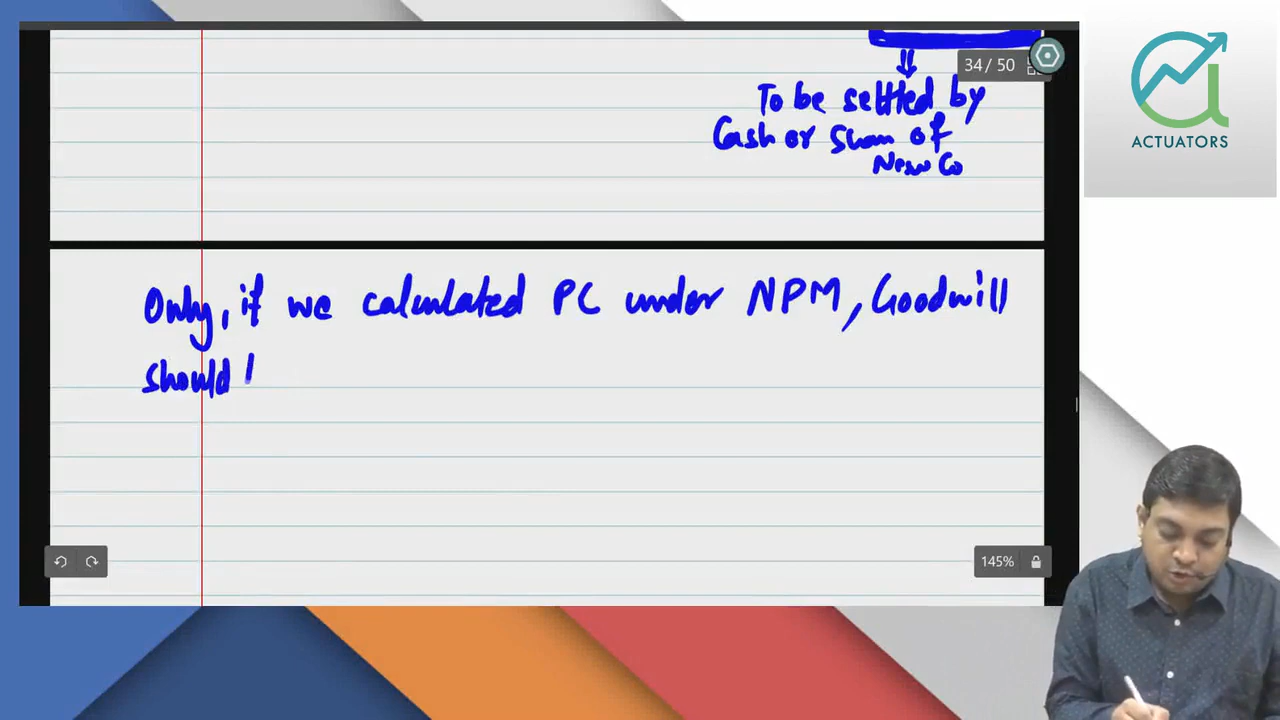 34 / 50
To be settled by
Cash or Share of
New Co
Only, if we calculated PC under NPM, Goodwill
should
145%
ACTUATORS